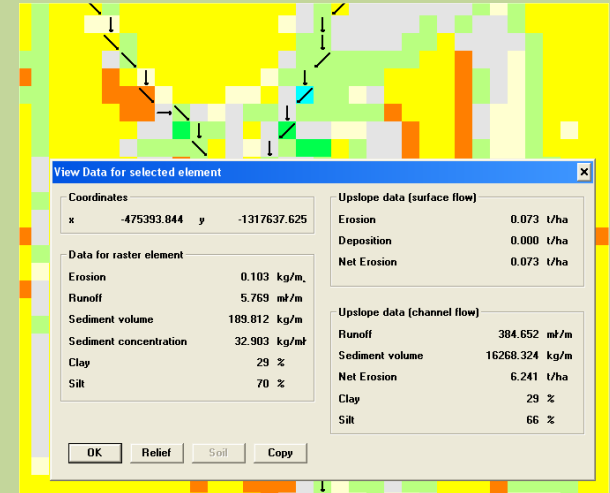 View Data for selected element
Coordinates
x -475393.844 y -1317637.625
Data for raster element
Erosion 0.103 kg/m˛
Runoff 5.769 mł/m
Sediment volume 189.812 kg/m
Sediment concentration 32.903 kg/mł
Clay 29 %
Silt 70 %
Upslope data (surface flow)
Erosion 0.073 t/ha
Deposition 0.000 t/ha
Net Erosion 0.073 t/ha
Upslope data (channel flow)
Runoff 384.652 mł/m
Sediment volume 16268.324 kg/m
Net Erosion 6.241 t/ha
Clay 29 %
Silt 66 %
OK Relief Soil Copy